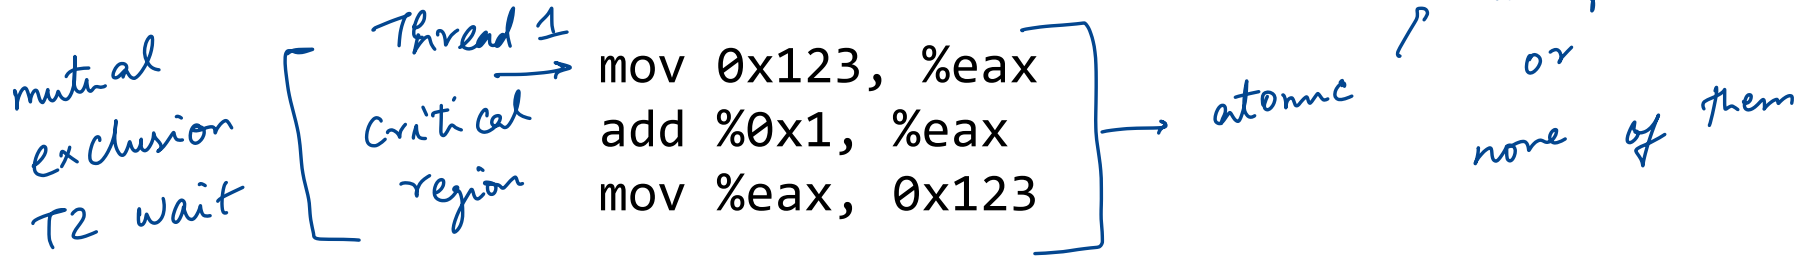 mutual
exclusion
T2 wait
Thread 1
critical
region
mov 0x123, %eax
add %0x1, %eax
mov %eax, 0x123
atomic
or
none of them